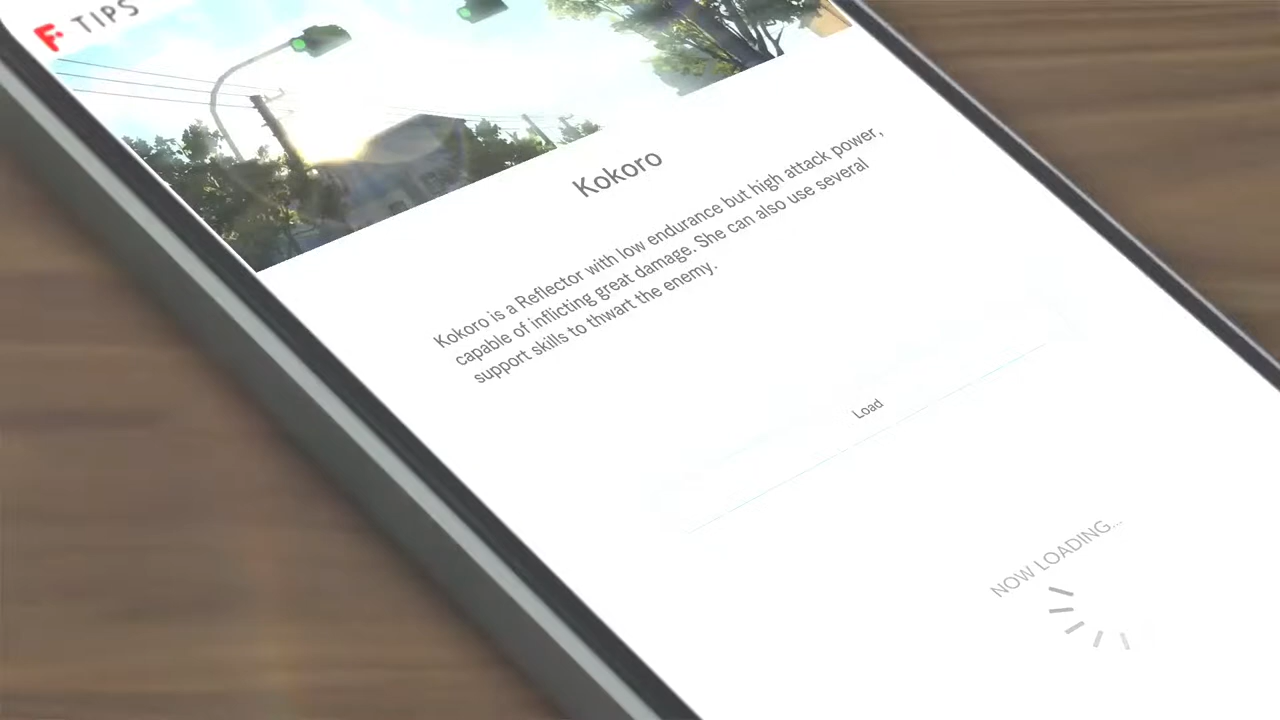 F TIPS
Kokoro
Kokoro is a Reflector with low endurance but high attack power,
capable of inflicting great damage. She can also use several
support skills to thwart the enemy.
Load
NOW LOADING...